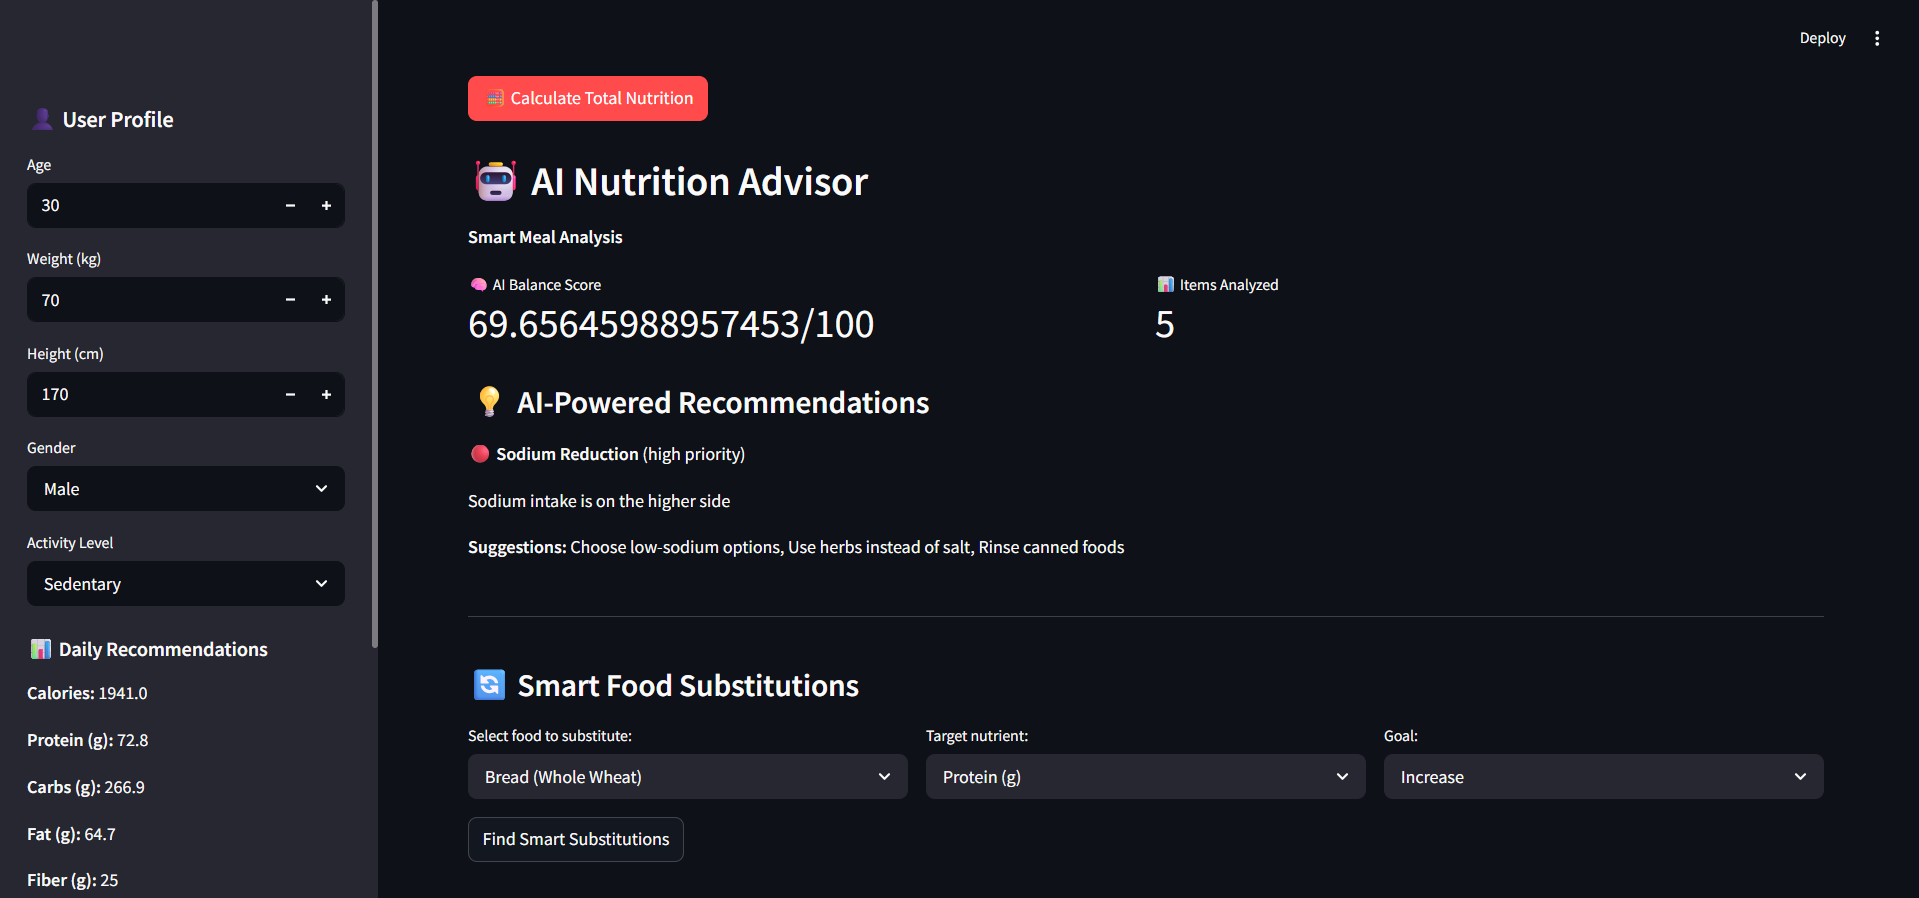 Deploy
User Profile
Age
30
Weight (kg)
70
Height (cm)
170
Gender
Male
Activity Level
Sedentary
Daily Recommendations
Calories: 1941.0
Protein (g): 72.8
Carbs (g): 266.9
Fat (g): 64.7
Fiber (g): 25
Calculate Total Nutrition
AI Nutrition Advisor
Smart Meal Analysis
AI Balance Score
69.65645988957453/100
Items Analyzed
5
AI-Powered Recommendations
Sodium Reduction (high priority)
Sodium intake is on the higher side
Suggestions: Choose low-sodium options, Use herbs instead of salt, Rinse canned foods
Smart Food Substitutions
Select food to substitute:
Bread (Whole Wheat)
Target nutrient:
Protein (g)
Goal:
Increase
Find Smart Substitutions